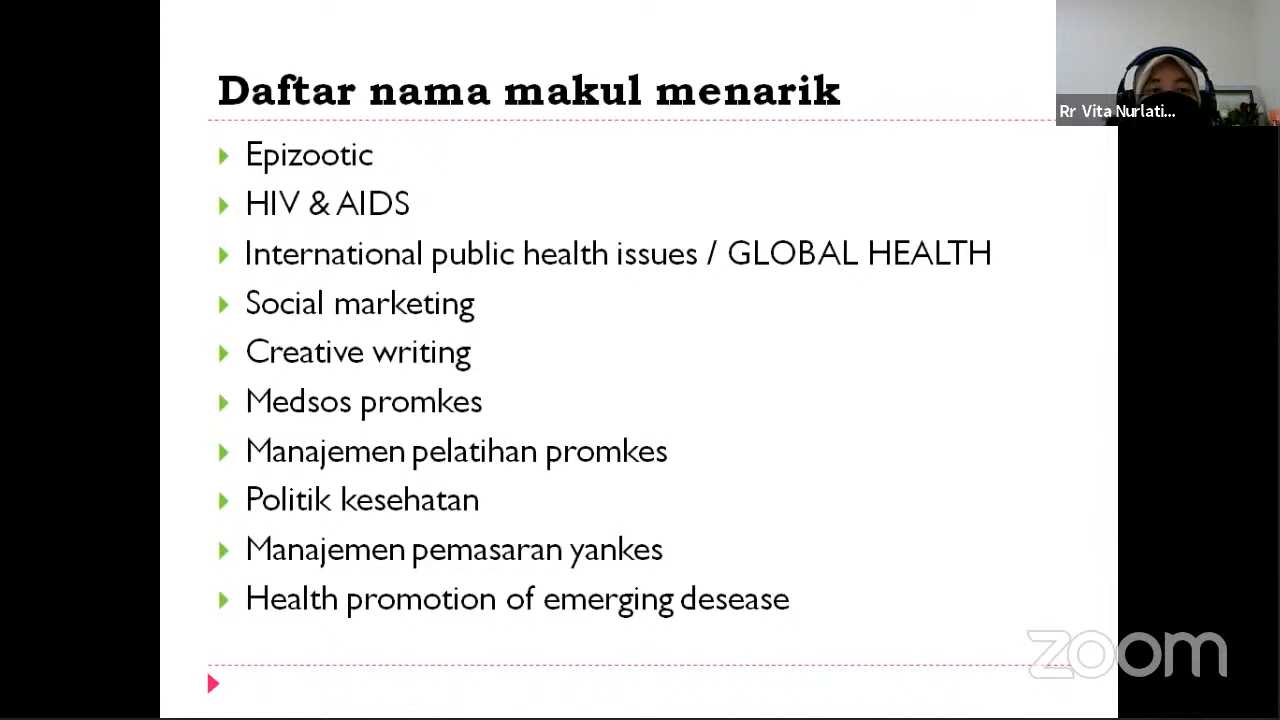 Daftar nama makul menarik
Rr Vita Nurlati...
Epizootic
HIV & AIDS
International public health issues / GLOBAL HEALTH
Social marketing
Creative writing
Medsos promkes
Manajemen pelatihan promkes
Politik kesehatan
Manajemen pemasaran yankes
Health promotion of emerging desease
zoom